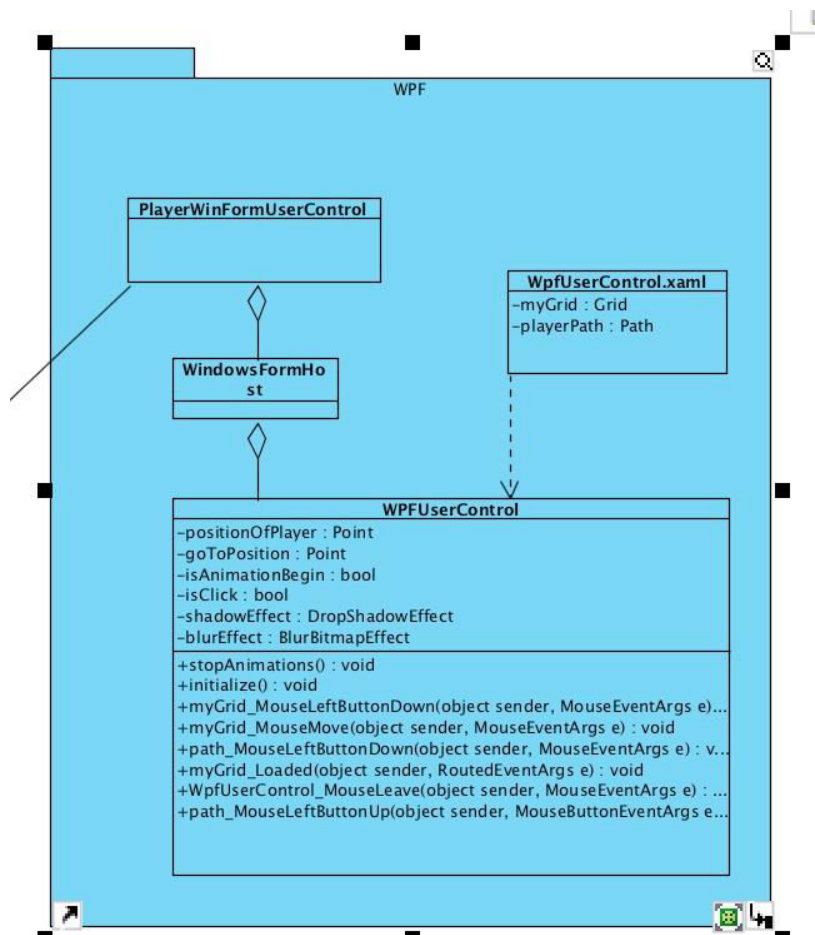 WPF
PlayerWinFormUserControl
WpfUserControl.xaml
-myGrid : Grid
-playerPath : Path
WindowsFormHo
st
WPFUserControl
-positionOfPlayer : Point
-goToPosition : Point
-isAnimationBegin : bool
-isClick : bool
-shadowEffect : DropShadowEffect
-blurEffect : BlurBitmapEffect
+stopAnimations() : void
+initialize() : void
+myGrid_MouseLeftButtonDown(object sender, MouseEventArgs e)...
+myGrid_MouseMove(object sender, MouseEventArgs e) : void
+path_MouseLeftButtonDown(object sender, MouseEventArgs e) : v...
+myGrid_Loaded(object sender, RoutedEventArgs e) : void
+WpfUserControl_MouseLeave(object sender, MouseEventArgs e) : ...
+path_MouseLeftButtonUp(object sender, MouseButtonEventArgs e...